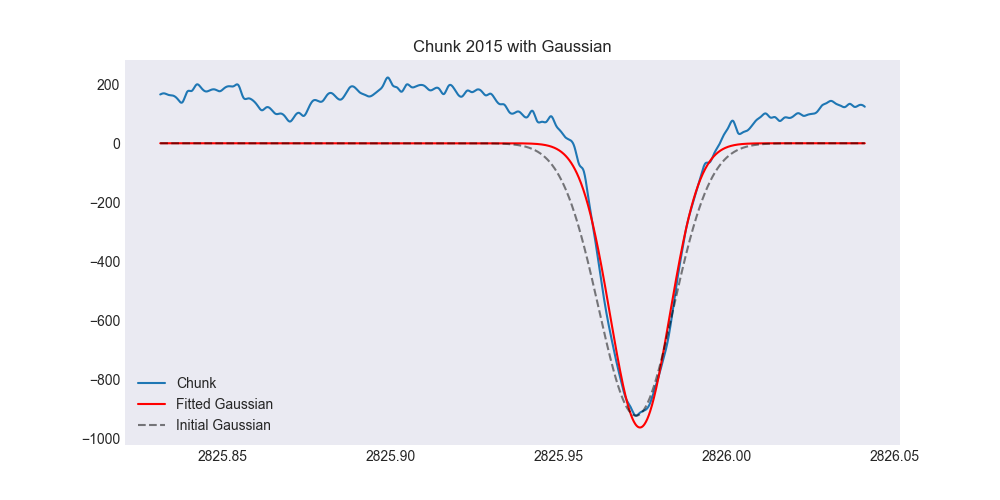 Chunk 2015 with Gaussian
200
0
−200
−400
−600
−800
−1000
Chunk
Fitted Gaussian
Initial Gaussian
2825.85 2825.90 2825.95 2826.00 2826.05